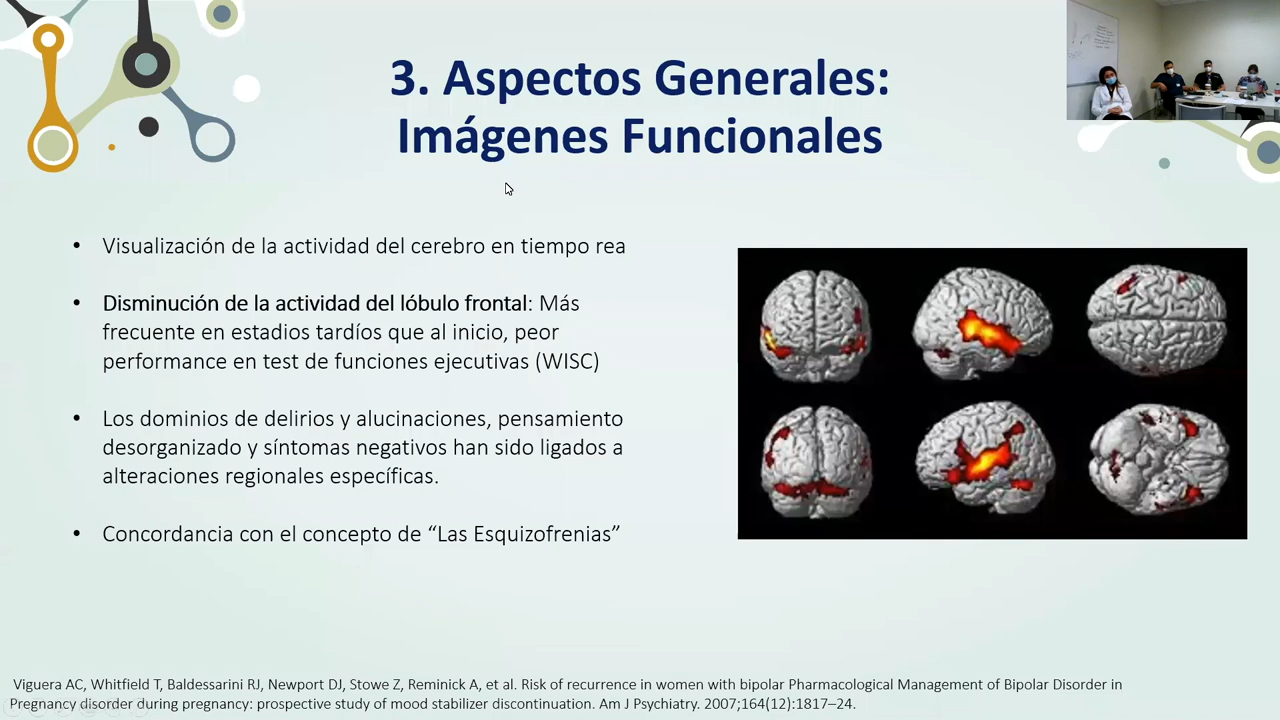 3. Aspectos Generales:
Imágenes Funcionales
• Visualización de la actividad del cerebro en tiempo rea
• Disminución de la actividad del lóbulo frontal: Más
frecuente en estadios tardíos que al inicio, peor
performance en test de funciones ejecutivas (WISC)
• Los dominios de delirios y alucinaciones, pensamiento
desorganizado y síntomas negativos han sido ligados a
alteraciones regionales específicas.
• Concordancia con el concepto de “Las Esquizofrenias”
Viguera AC, Whitfield T, Baldessarini RJ, Newport DJ, Stowe Z, Reminick A, et al. Risk of recurrence in women with bipolar Pharmacological Management of Bipolar Disorder in
Pregnancy disorder during pregnancy: prospective study of mood stabilizer discontinuation. Am J Psychiatry. 2007;164(12):1817–24.